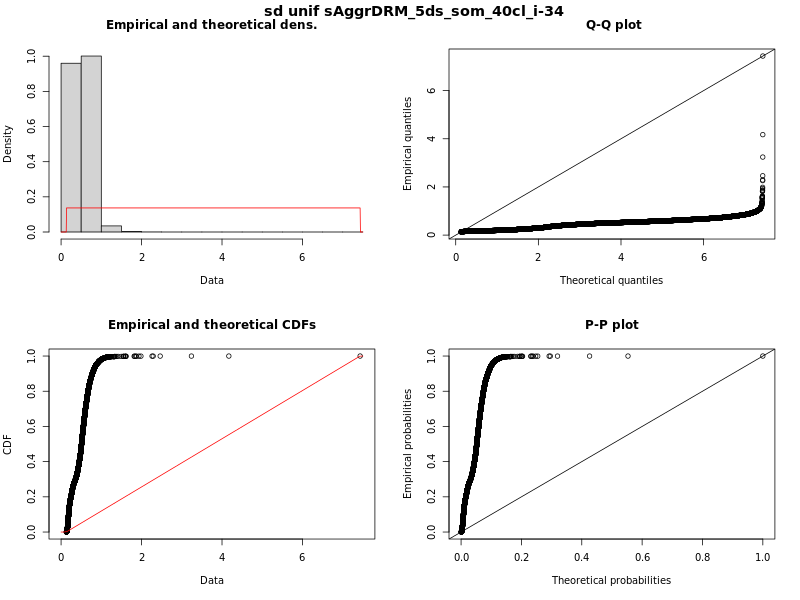 sd unif sAggrDRM_5ds_som_40cl_i-34
Empirical and theoretical dens.
Density
0.0 0.2 0.4 0.6 0.8 1.0
0 2 4 6
Data
Q-Q plot
Empirical quantiles
0 2 4 6
0 2 4 6
Theoretical quantiles
Empirical and theoretical CDFs
CDF
0.0 0.2 0.4 0.6 0.8 1.0
0 2 4 6
Data
P-P plot
Empirical probabilities
0.0 0.2 0.4 0.6 0.8 1.0
0.0 0.2 0.4 0.6 0.8 1.0
Theoretical probabilities